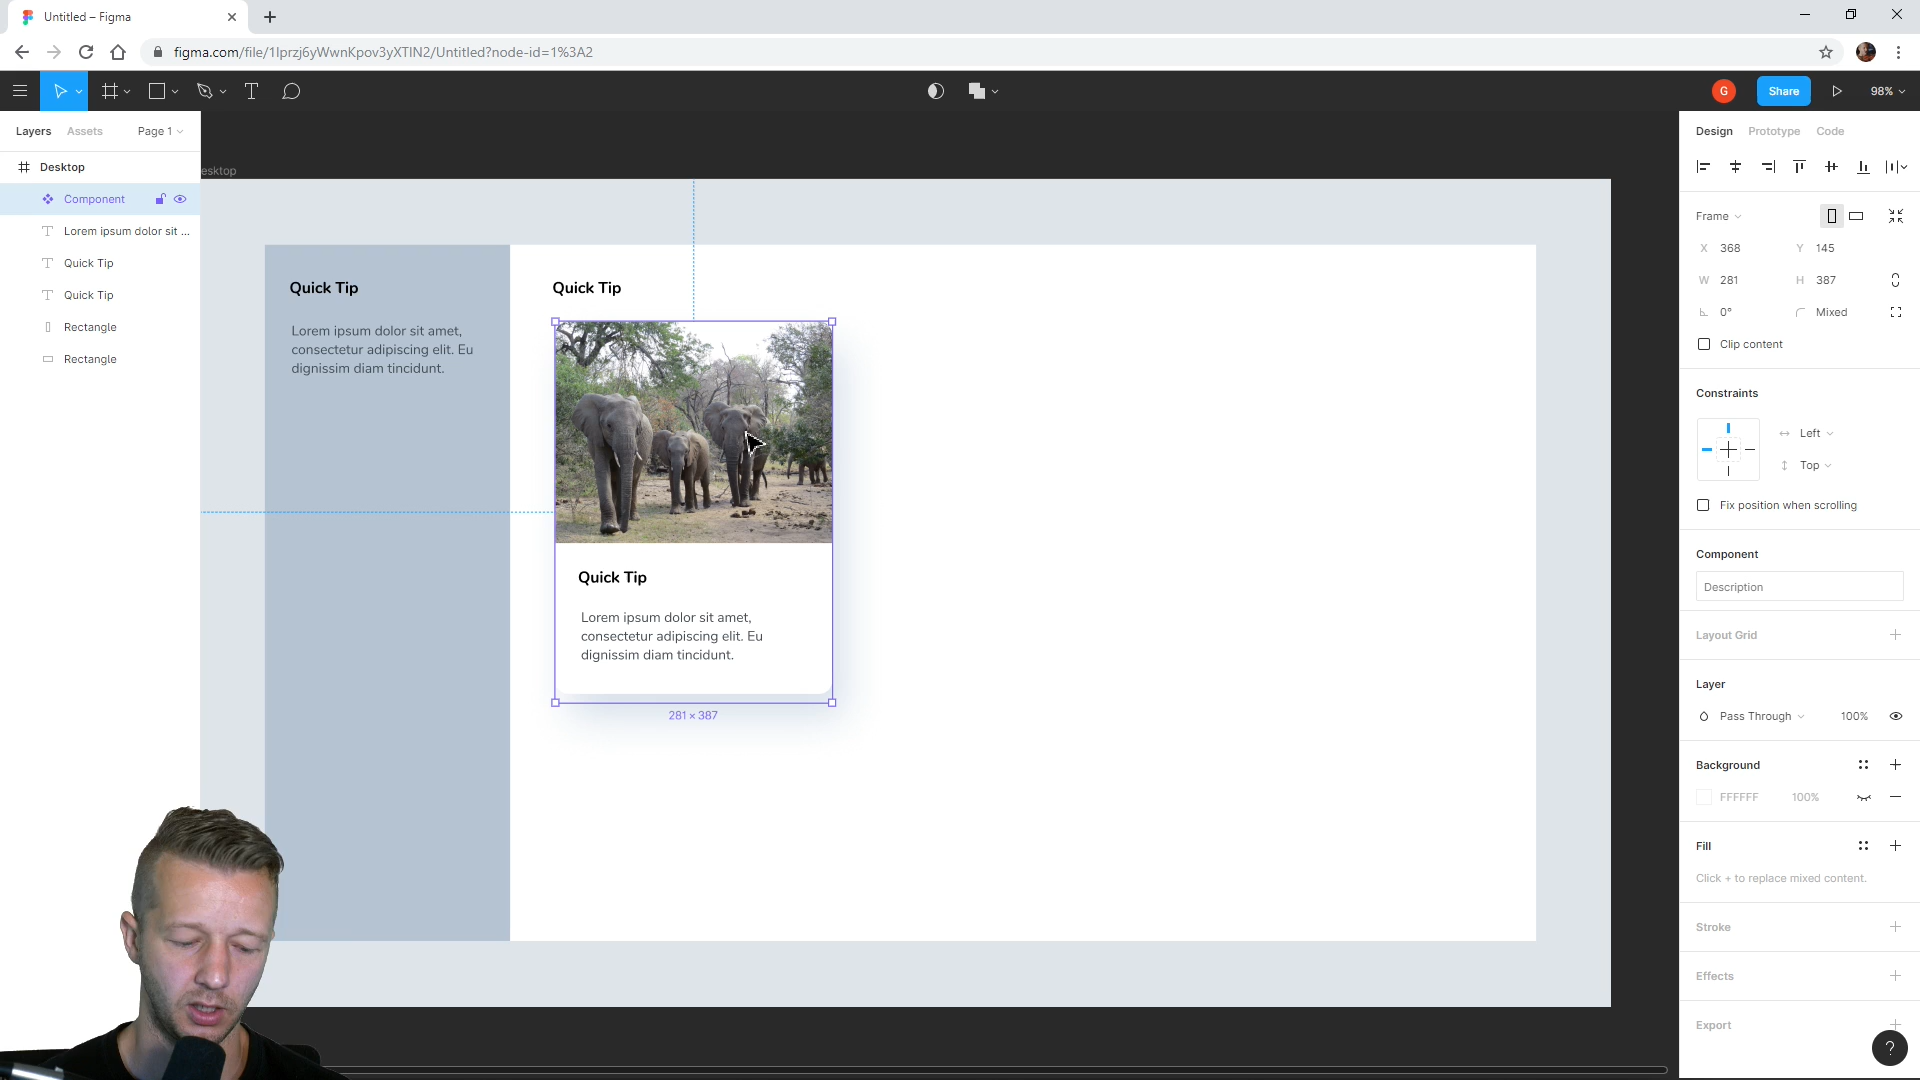 Untitled – Figma
figma.com/file/1Iprzj6yWwnKpov3yXTlN2/Untitled?node-id=1%3A2
G
Share
98%
Layers
Assets
Page 1
Desktop
Component
Lorem ipsum dolor sit ...
Quick Tip
Quick Tip
Rectangle
Rectangle
esktop
Quick Tip
Lorem ipsum dolor sit amet,
consectetur adipiscing elit. Eu
dignissim diam tincidunt.
Quick Tip
Quick Tip
Lorem ipsum dolor sit amet,
consectetur adipiscing elit. Eu
dignissim diam tincidunt.
281 × 387
Design
Prototype
Code
Frame
X 368
Y 145
W 281
H 387
0°
Mixed
Clip content
Constraints
Left
Top
Fix position when scrolling
Component
Description
Layout Grid
Layer
Pass Through
100%
Background
FFFFFF
100%
Fill
Click + to replace mixed content.
Stroke
Effects
Export
?